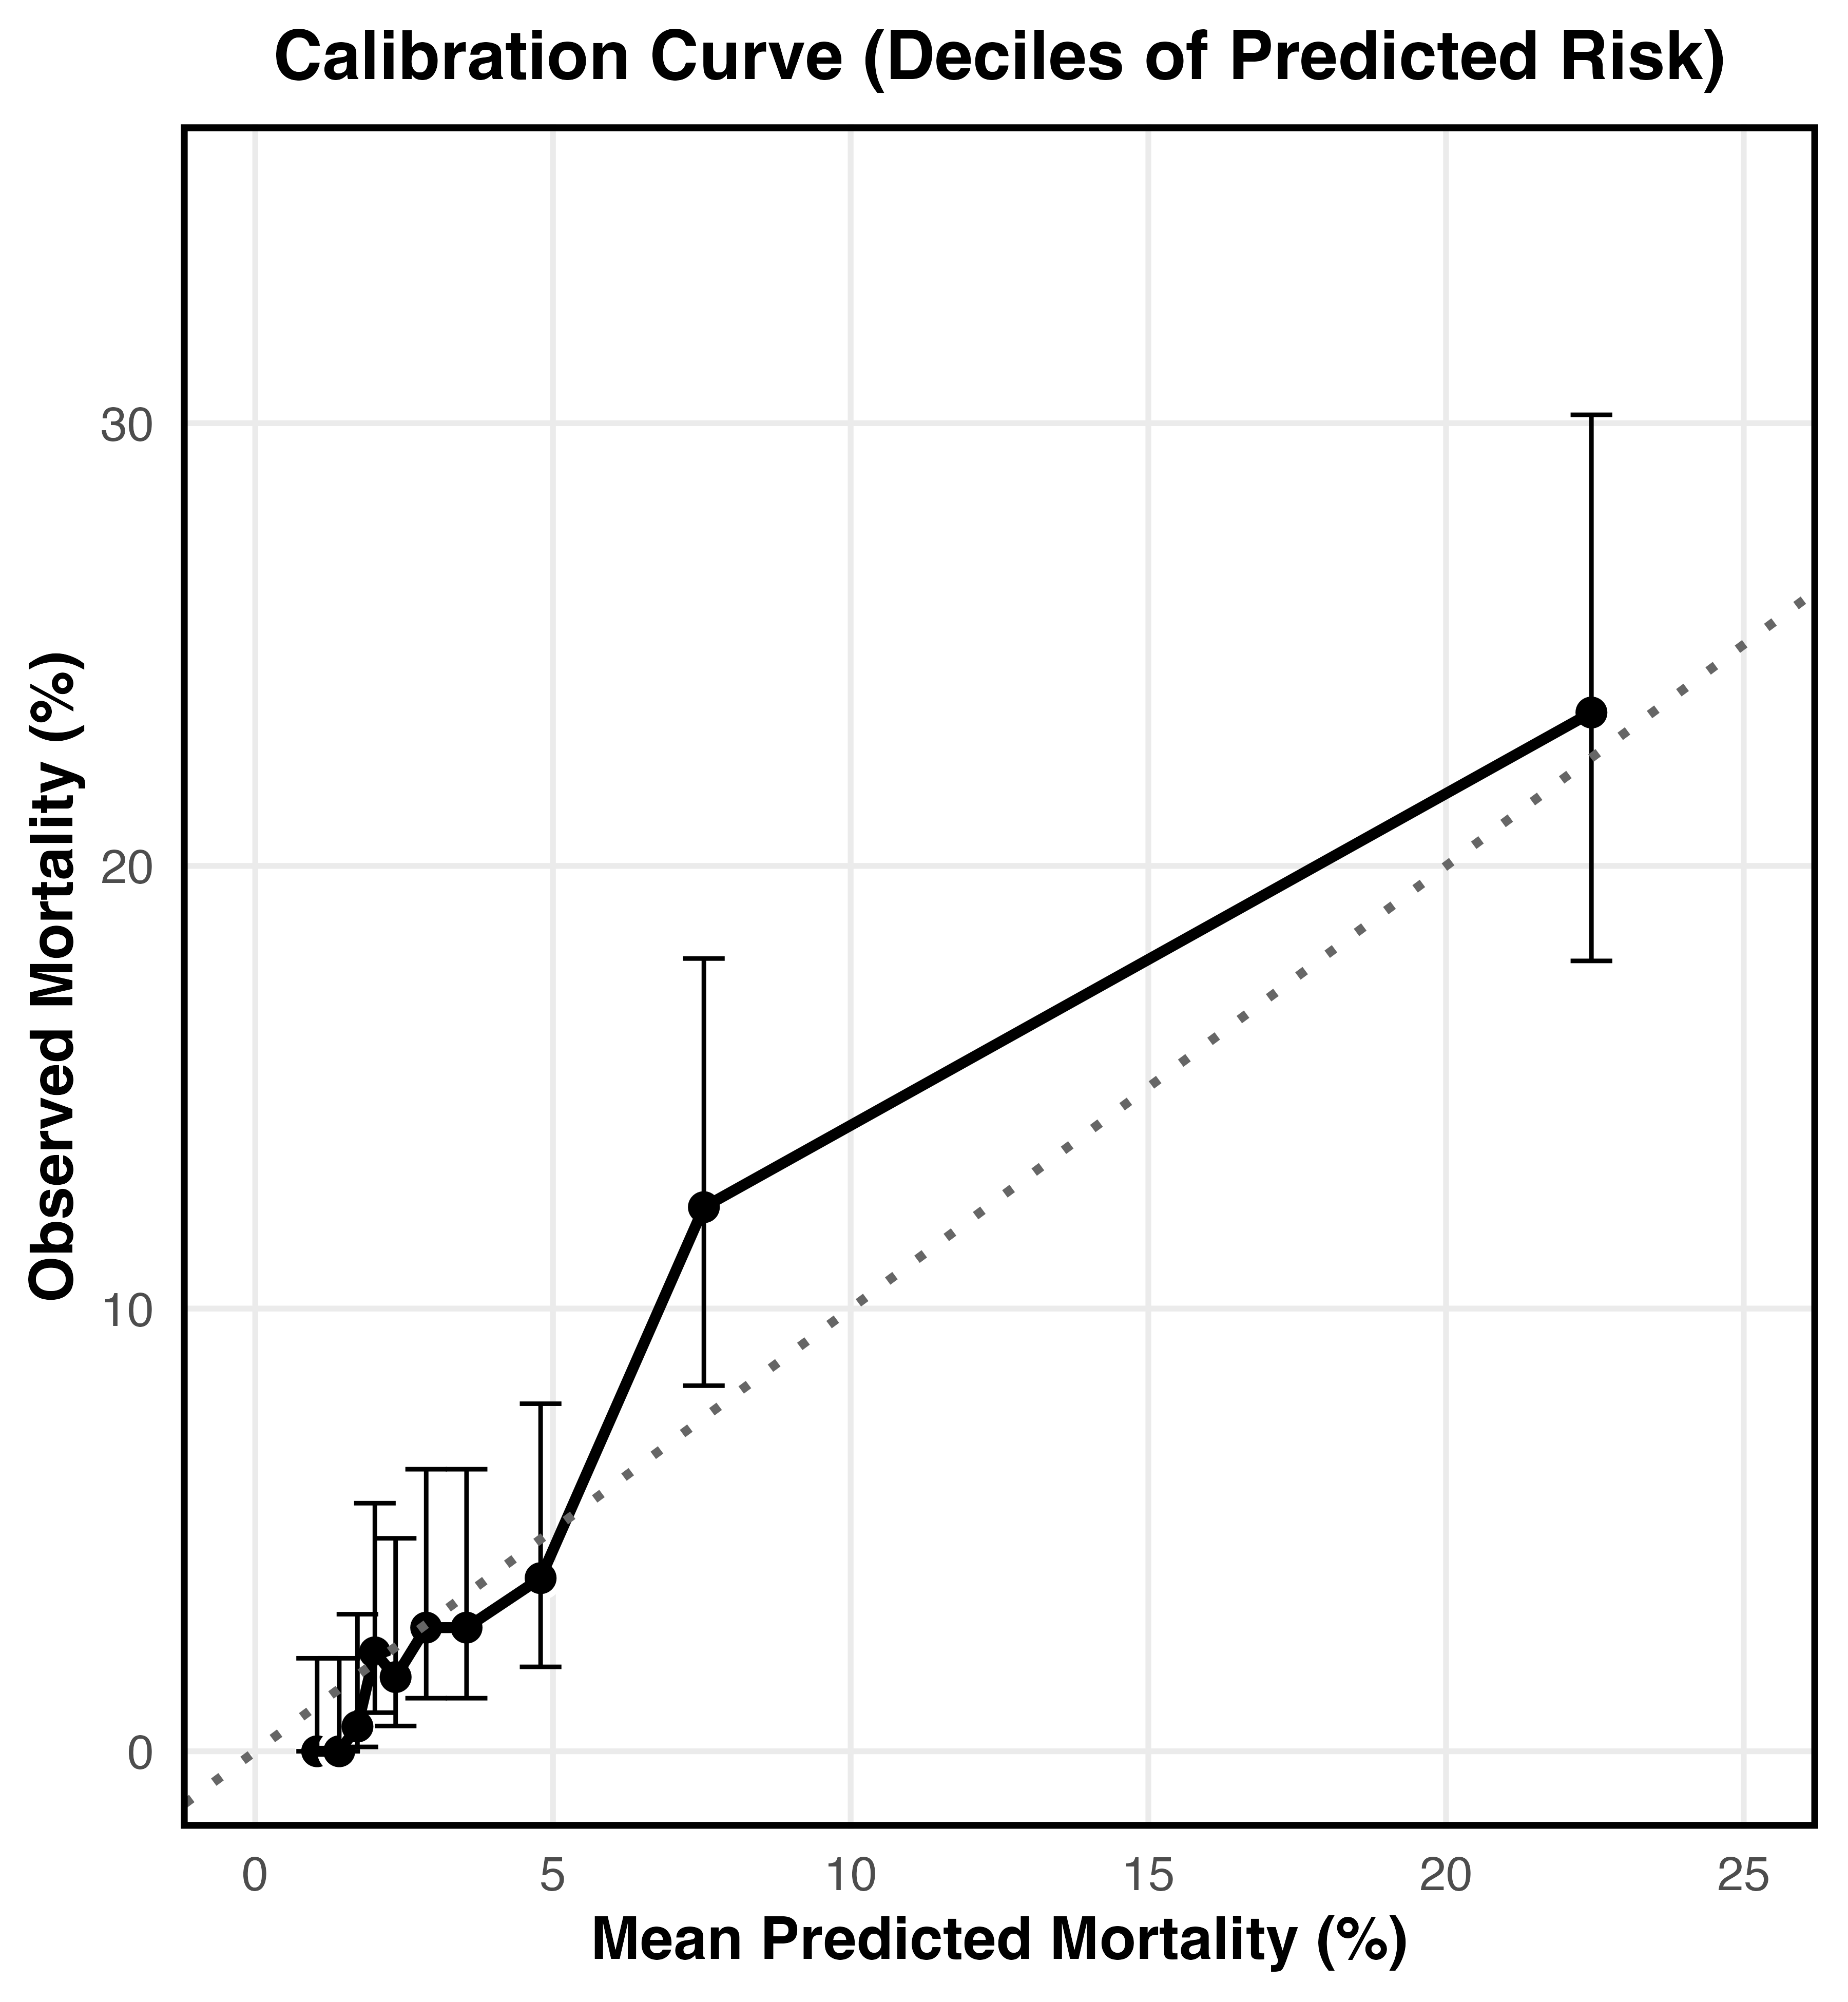 Calibration Curve (Deciles of Predicted Risk)
Observed Mortality (%)
30
20
10
0
0 5 10 15 20 25
Mean Predicted Mortality (%)